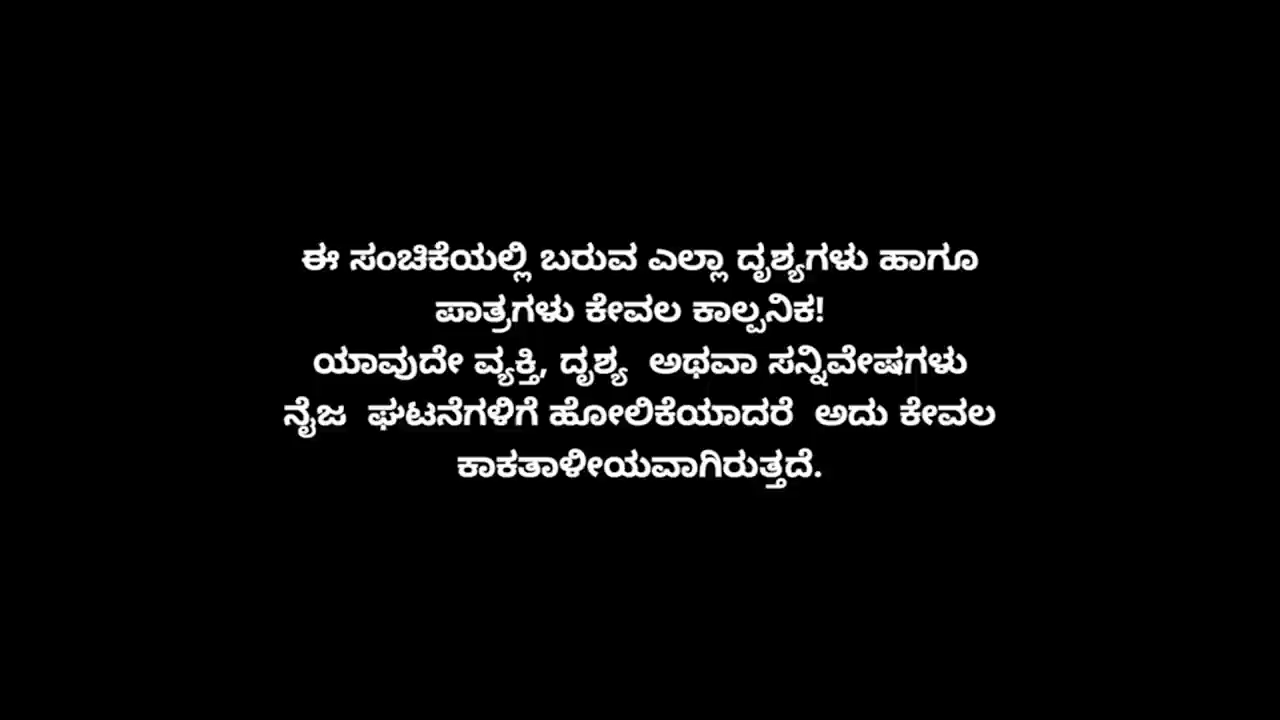 ಈ ಸಂಚಿಕೆಯಲ್ಲಿ ಬರುವ ಎಲ್ಲಾ ದೃಶ್ಯಗಳು ಹಾಗೂ
ಪಾತ್ರಗಳು ಕೇವಲ ಕಾಲ್ಪನಿಕ!
ಯಾವುದೇ ವ್ಯಕ್ತಿ, ದೃಶ್ಯ ಅಥವಾ ಸನ್ನಿವೇಷಗಳು
ನೈಜ ಘಟನೆಗಳಿಗೆ ಹೋಲಿಕೆಯಾದರೆ ಅದು ಕೇವಲ
ಕಾಕತಾಳೀಯವಾಗಿರುತ್ತದೆ.